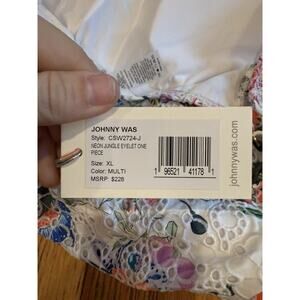 JOHNNY WAS
Style: CSW2724-J
NEON JUNGLE EYELET ONE
PIECE
Size: XL
Color: MULTI
MSRP: $228
1 96521 41178 1
johnnywas.com